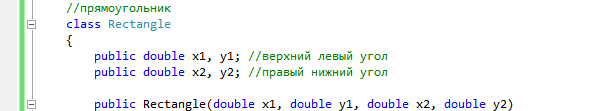 //прямоугольник
class Rectangle
{
public double x1, y1; //верхний левый угол
public double x2, y2; //правый нижний угол
public Rectangle(double x1, double y1, double x2, double y2)